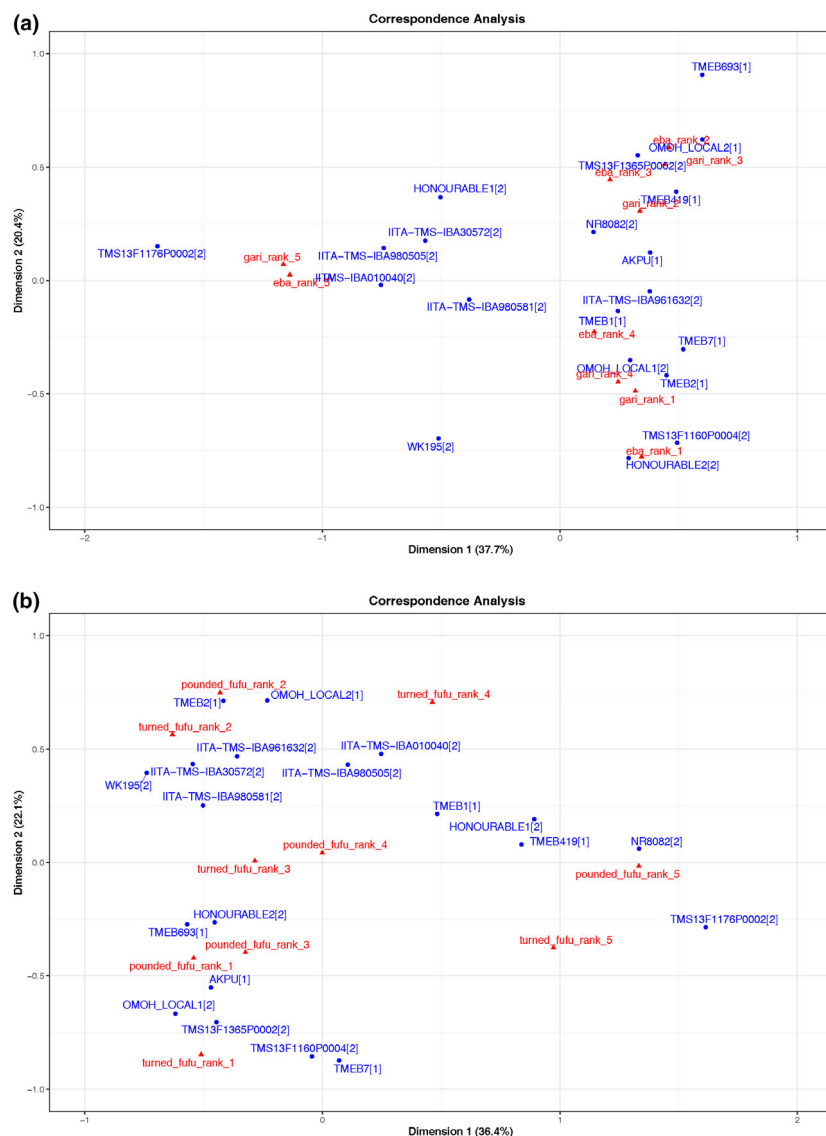 (a)
Correspondence Analysis
TMEB693[1]
1.0
eba_rank_2
OMOH_LOCAL2[1]
TMS13F1365P0002[2]
gari_rank_3
0.5
eba_rank_3
HONOURABLE1[2]
TMEB419[1]
gari_rank_2
NR8082[2]
IITA-TMS-IBA30572[2]
TMS13F1176P0002[2]
IITA-TMS-IBA980505[2]
AKPU[1]
gari_rank_5
0.0
eba_rank_5
IITMS-IBA010040[2]
IITA-TMS-IBA980581[2]
IITA-TMS-IBA961632[2]
TMEB1[1]
eba_rank_4
TMEB7[1]
OMOH_LOCAL1[2]
gari_rank_4
TMEB2[1]
-0.5
gari_rank_1
TMS13F1160P0004[2]
WK195[2]
eba_rank_1
HONOURABLE2[2]
-1.0
-2 -1 0 1
Dimension 1 (37.7%)
Dimension 2 (20.4%)
(b)
Correspondence Analysis
1.0
pounded_fufu_rank_2
OMOH_LOCAL2[1]
turned_fufu_rank_4
TMEB2[1]
turned_fufu_rank_2
0.5
IITA-TMS-IBA961632[2]
IITA-TMS-IBA010040[2]
IITA-TMS-IBA30572[2]
IITA-TMS-IBA980505[2]
WK195[2]
IITA-TMS-IBA980581[2]
TMEB1[1]
HONOURABLE1[2]
pounded_fufu_rank_4
TMEB419[1]
NR8082[2]
0.0
turned_fufu_rank_3
pounded_fufu_rank_5
HONOURABLE2[2]
TMS13F1176P0002[2]
TMEB693[1]
pounded_fufu_rank_3
turned_fufu_rank_5
pounded_fufu_rank_1
-0.5
AKPU[1]
OMOH_LOCAL1[2]
TMS13F1365P0002[2]
turned_fufu_rank_1
TMS13F1160P0004[2]
TMEB7[1]
-1.0
-1 0 1 2
Dimension 1 (36.4%)
Dimension 2 (22.1%)